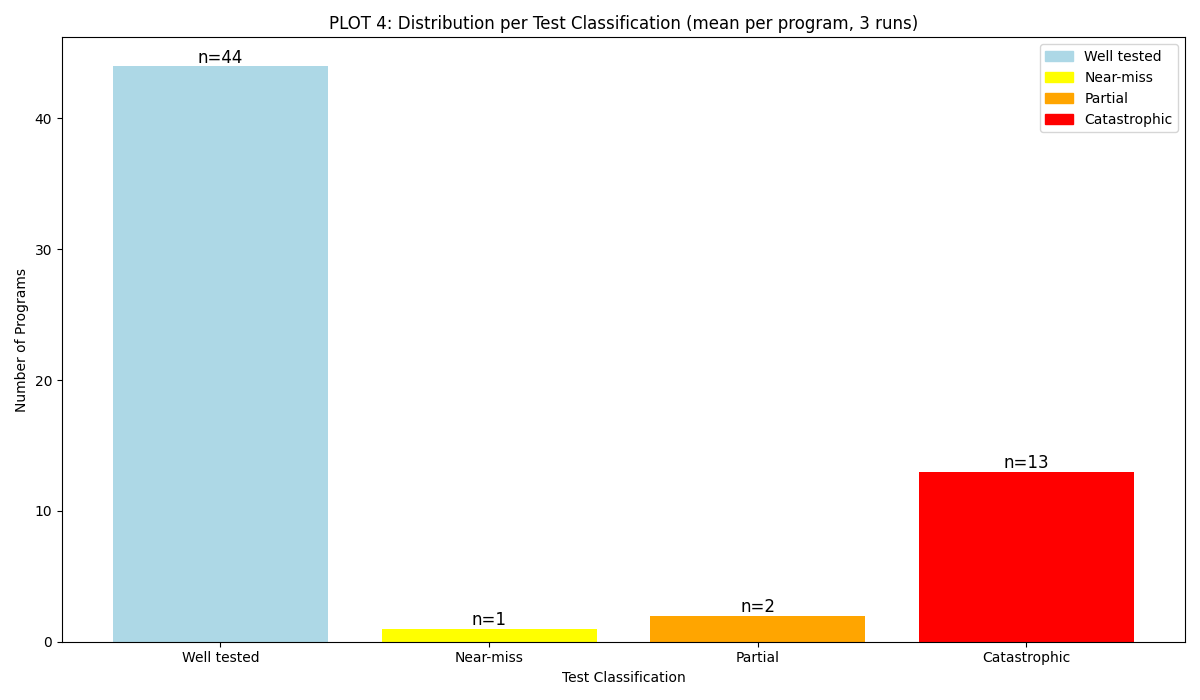 PLOT 4: Distribution per Test Classification (mean per program, 3 runs)
n=44
n=1
n=2
n=13
Well tested
Near-miss
Partial
Catastrophic
Number of Programs
40
30
20
10
0
Well tested
Near-miss
Partial
Catastrophic
Test Classification